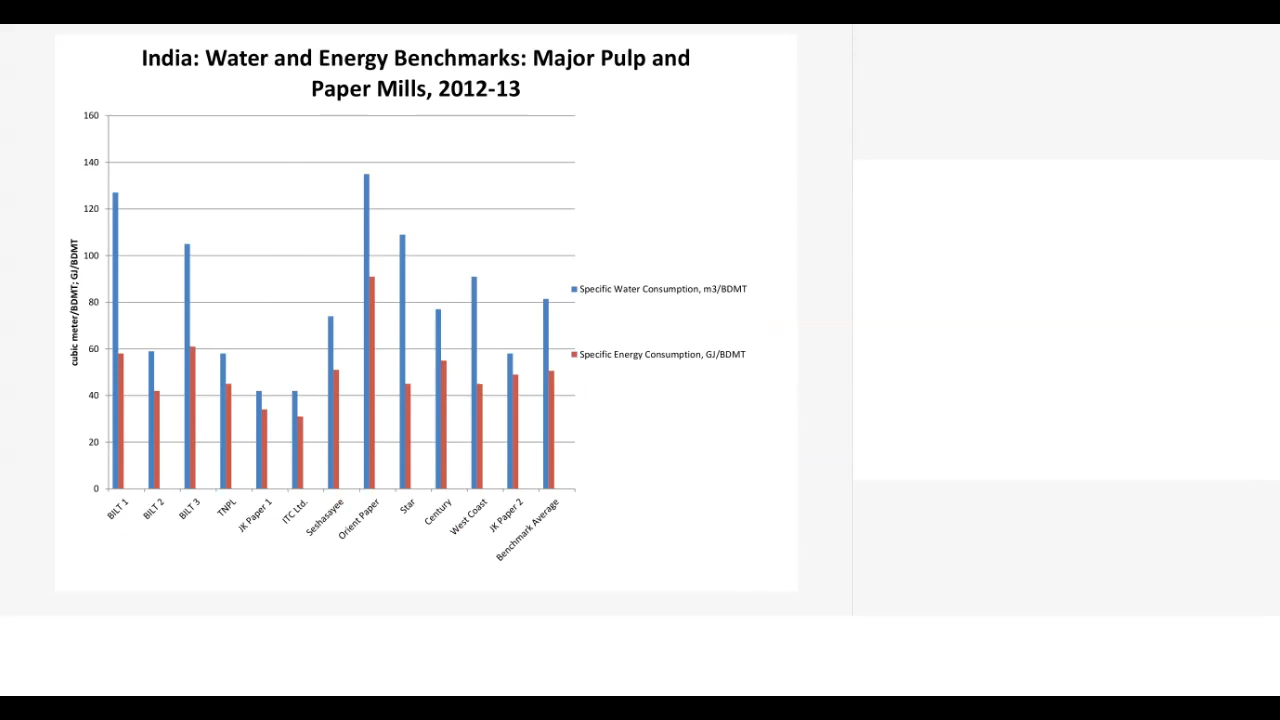 India: Water and Energy Benchmarks: Major Pulp and
Paper Mills, 2012-13
cubic meter/BDMT; GJ/BDMT
160
140
120
100
80
60
40
20
0
BILT 1
BILT 2
BILT 3
TNPL
JK Paper 1
ITC Ltd.
Seshasayee
Orient Paper
Star
Century
West Coast
JK Paper 2
Benchmark Average
Specific Water Consumption, m3/BDMT
Specific Energy Consumption, GJ/BDMT